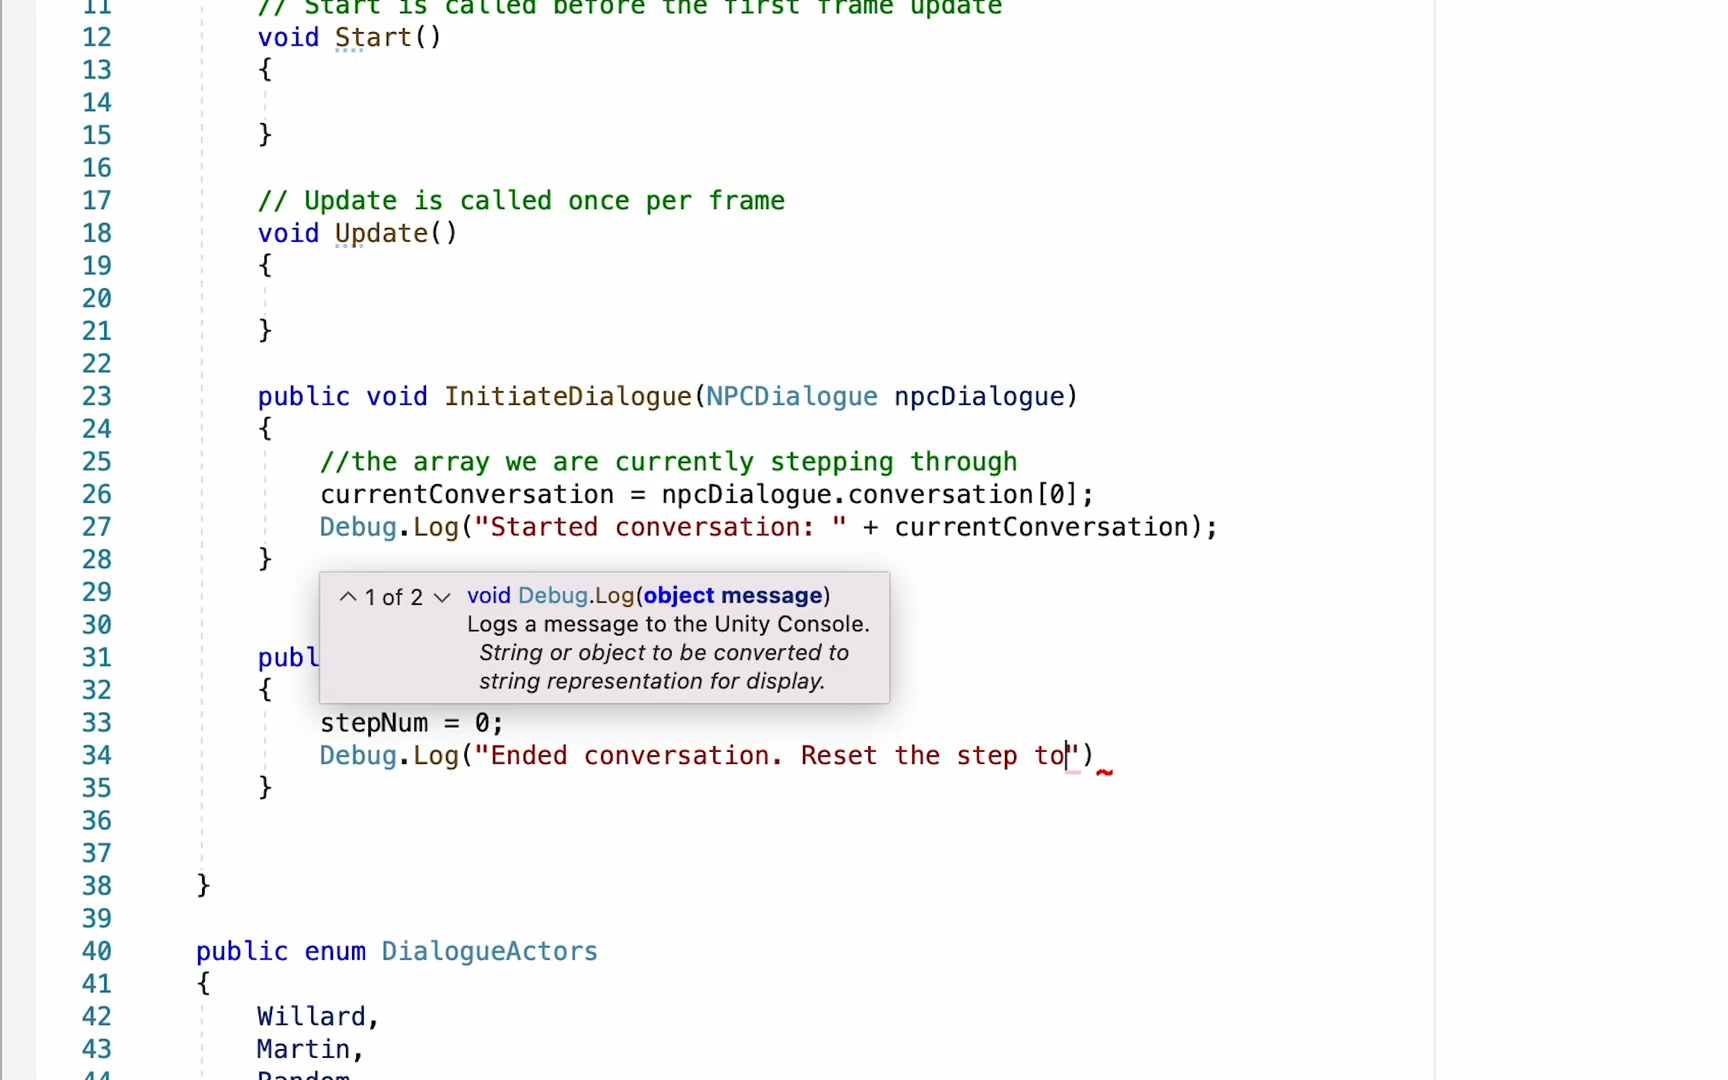 11 // Start is called before the first frame update
12 void Start()
13 {
14
15 }
16
17 // Update is called once per frame
18 void Update()
19 {
20
21 }
22
23 public void InitiateDialogue(NPCDialogue npcDialogue)
24 {
25 //the array we are currently stepping through
26 currentConversation = npcDialogue.conversation[0];
27 Debug.Log("Started conversation: " + currentConversation);
28 }
29 1 of 2 void Debug.Log(object message)
30 Logs a message to the Unity Console.
String or object to be converted to
31 publ
string representation for display.
32 {
33 stepNum = 0;
34 Debug.Log("Ended conversation. Reset the step to")
35 }
36
37
38 }
39
40 public enum DialogueActors
41 {
42 Willard,
43 Martin,
44 Random